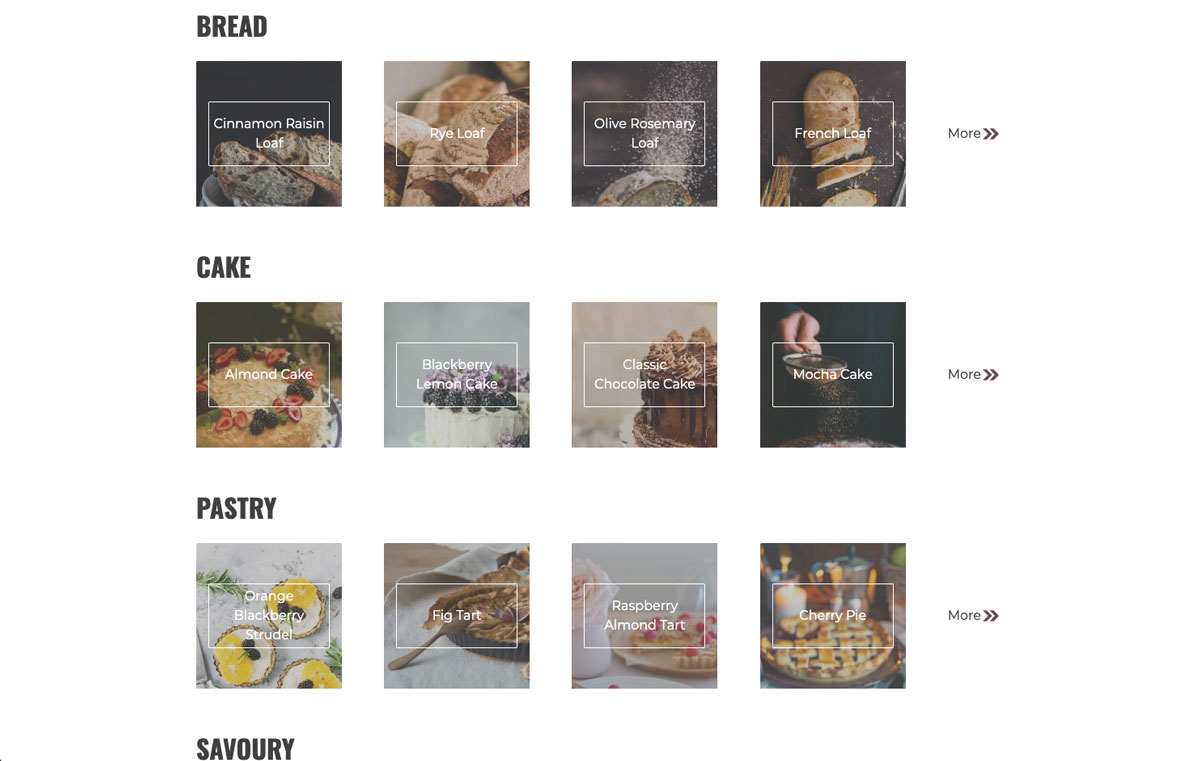 BREAD
Cinnamon Raisin
Loaf
Rye Loaf
Olive Rosemary
Loaf
French Loaf
More
CAKE
Almond Cake
Blackberry
Lemon Cake
Classic
Chocolate Cake
Mocha Cake
More
PASTRY
Orange
Blackberry
Strudel
Fig Tart
Raspberry
Almond Tart
Cherry Pie
More
SAVOURY